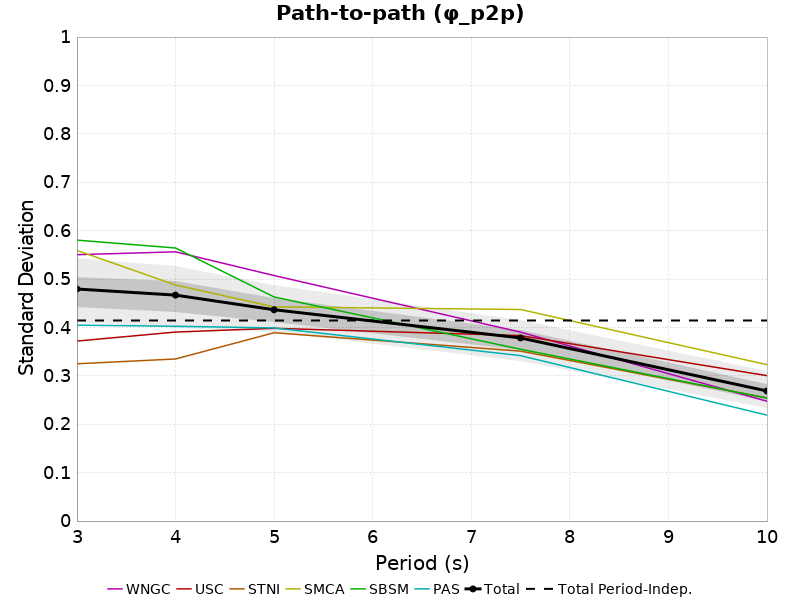 Path-to-path (φ_p2p)
Standard Deviation
1
0.9
0.8
0.7
0.6
0.5
0.4
0.3
0.2
0.1
0
3 4 5 6 7 8 9 10
Period (s)
WNGC USC STNI SMCA SBSM PAS Total Total Period-Indep.